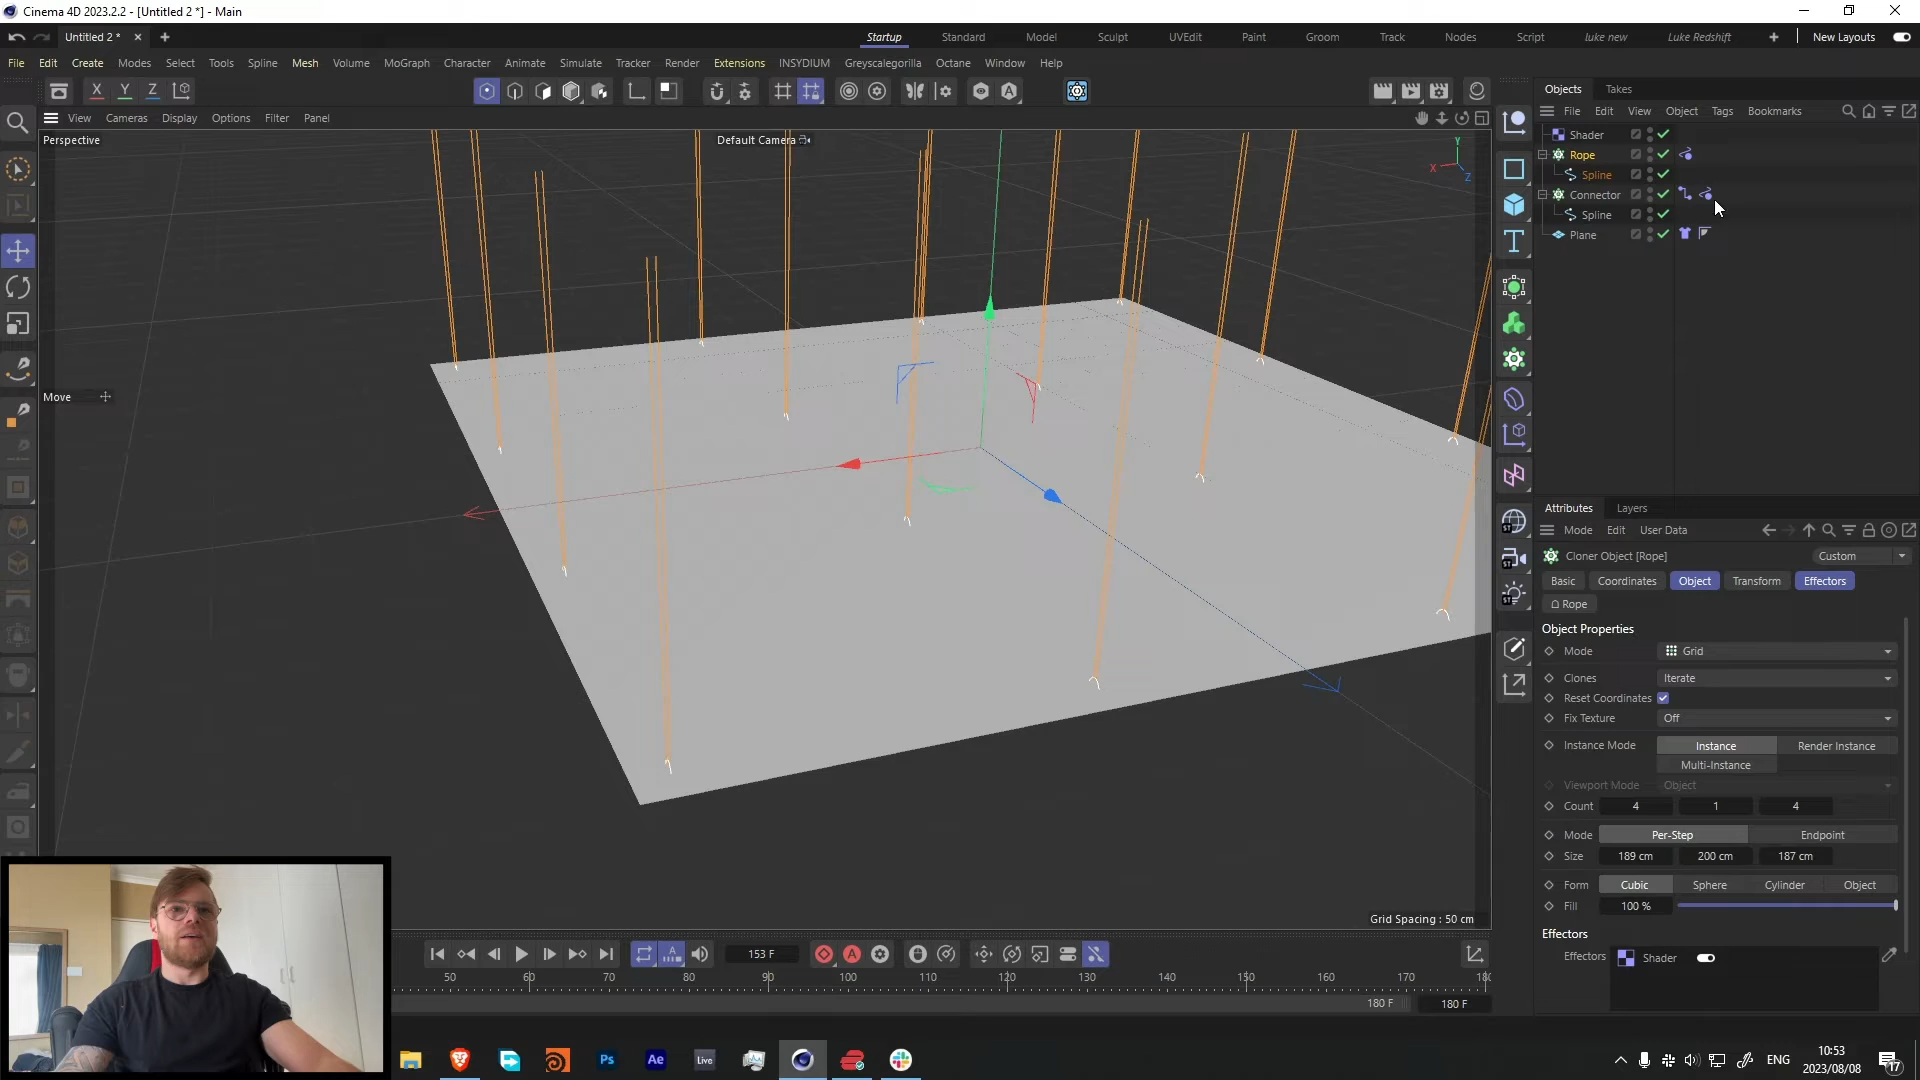 Cinema 4D 2023.2.2 - [Untitled 2 *] - Main
Untitled 2 *
Startup Standard Model Sculpt UVEdit Paint Groom Track Nodes Script luke new Luke Redshift New Layouts
File Edit Create Modes Select Tools Spline Mesh Volume MoGraph Character Animate Simulate Tracker Render Extensions INSYDIUM Greyscalegorilla Octane Window Help
X Y Z
Objects Takes
View Cameras Display Options Filter Panel
File Edit View Object Tags Bookmarks
Perspective
Default Camera
Y
X
Z
Shader
Rope
Spline
Connector
Spline
Plane
Move
Attributes Layers
Mode Edit User Data
Cloner Object [Rope]
Custom
Basic Coordinates Object Transform Effectors
Rope
Object Properties
Mode Grid
Clones Iterate
Reset Coordinates
Fix Texture Off
Instance Mode Instance Render Instance
Multi-Instance
Viewport Mode Object
Count 4 1 4
Mode Per-Step Endpoint
Size 189 cm 200 cm 187 cm
Form Cubic Sphere Cylinder Object
Fill 100 %
Effectors
Effectors Shader
Grid Spacing : 50 cm
153 F
50 60 70 80 90 100 110 120 130 140 150 160 170
180 F 180 F
Ps Ae Live
ENG
10:53
2023/08/08
17